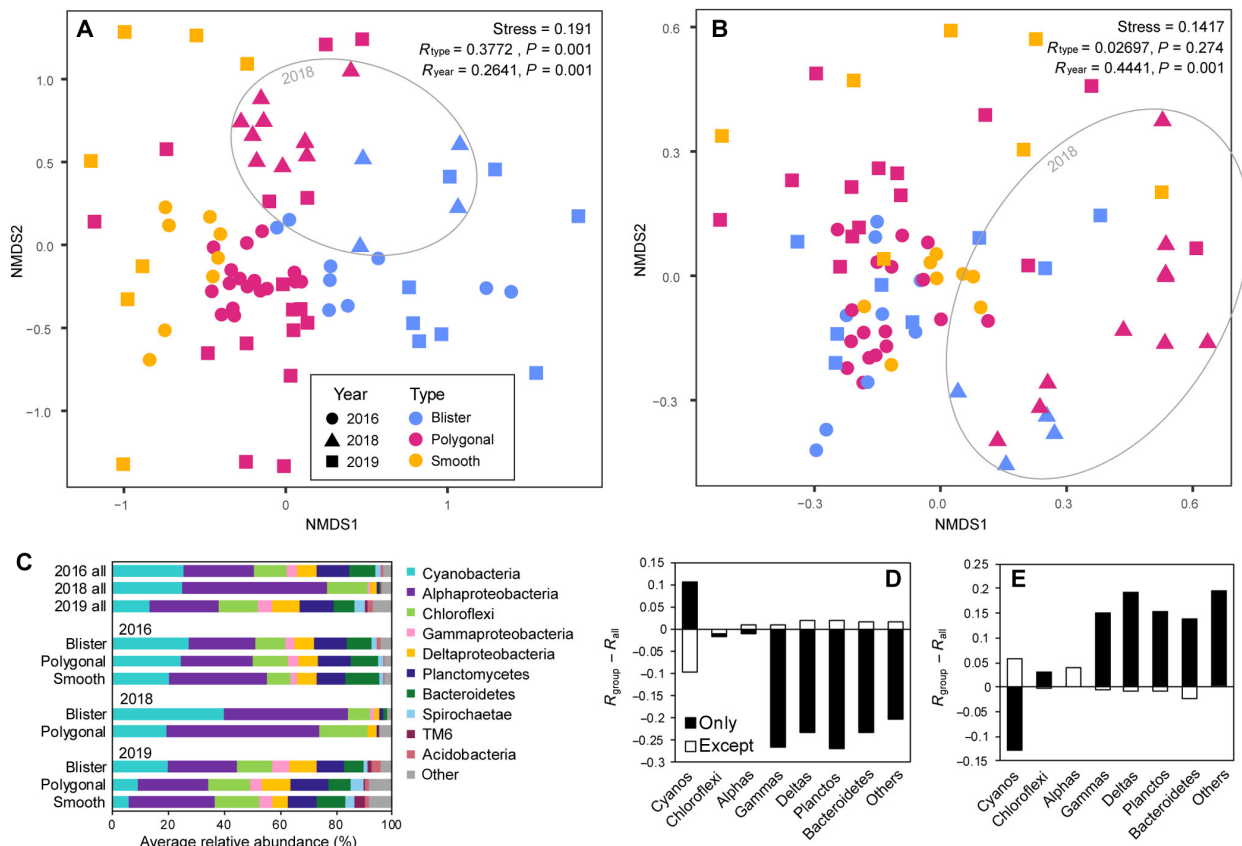 A
Stress = 0.191
Rtype = 0.3772 , P = 0.001
Ryear = 0.2641, P = 0.001
2018
1.0
0.5
0.0
−0.5
−1.0
NMDS2
−1
0
1
NMDS1
Year
Type
2016
Blister
2018
Polygonal
2019
Smooth
B
Stress = 0.1417
Rtype = 0.02697, P = 0.274
Ryear = 0.4441, P = 0.001
2018
0.6
0.3
0.0
−0.3
NMDS2
−0.3
0.0
0.3
0.6
NMDS1
C
2016 all
2018 all
2019 all
2016
Blister
Polygonal
Smooth
2018
Blister
Polygonal
2019
Blister
Polygonal
Smooth
0 20 40 60 80 100
Average relative abundance (%)
Cyanobacteria
Alphaproteobacteria
Chloroflexi
Gammaproteobacteria
Deltaproteobacteria
Planctomycetes
Bacteroidetes
Spirochaetae
TM6
Acidobacteria
Other
D
0.15
0.1
0.05
0
−0.05
−0.1
−0.15
−0.2
−0.25
−0.3
Rgroup − Rall
Only
Except
Cyanos
Chloroflexi
Alphas
Gammas
Deltas
Planctos
Bacteroidetes
Others
E
0.25
0.2
0.15
0.1
0.05
0
−0.05
−0.1
−0.15
Rgroup − Rall
Cyanos
Chloroflexi
Alphas
Gammas
Deltas
Planctos
Bacteroidetes
Others